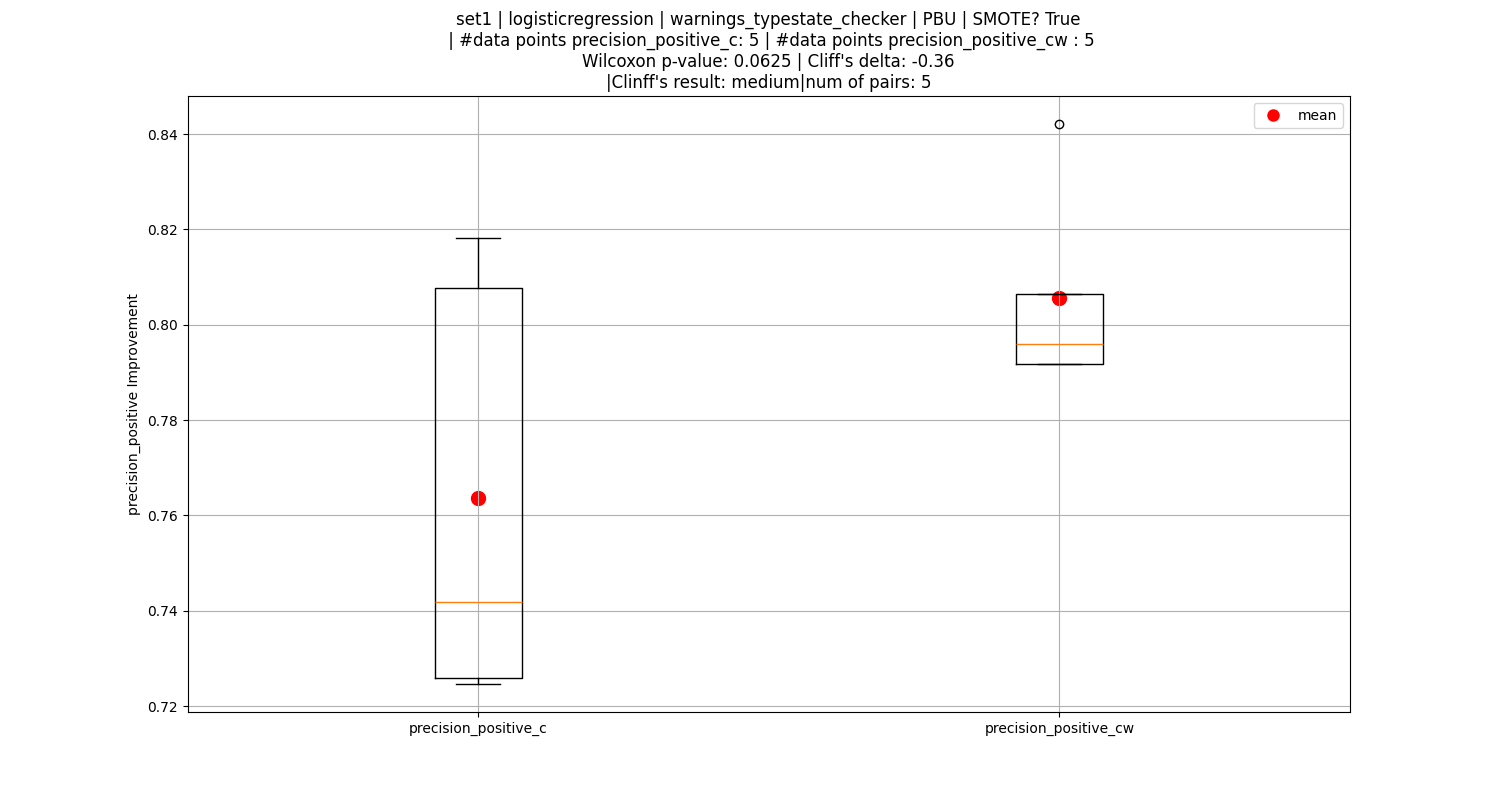 set1 | logisticregression | warnings_typestate_checker | PBU | SMOTE? True
| #data points precision_positive_c: 5 | #data points precision_positive_cw : 5
Wilcoxon p-value: 0.0625 | Cliff's delta: -0.36
|Clinff's result: medium|num of pairs: 5
mean
0.84
0.82
0.80
0.78
0.76
0.74
0.72
precision_positive Improvement
precision_positive_c
precision_positive_cw